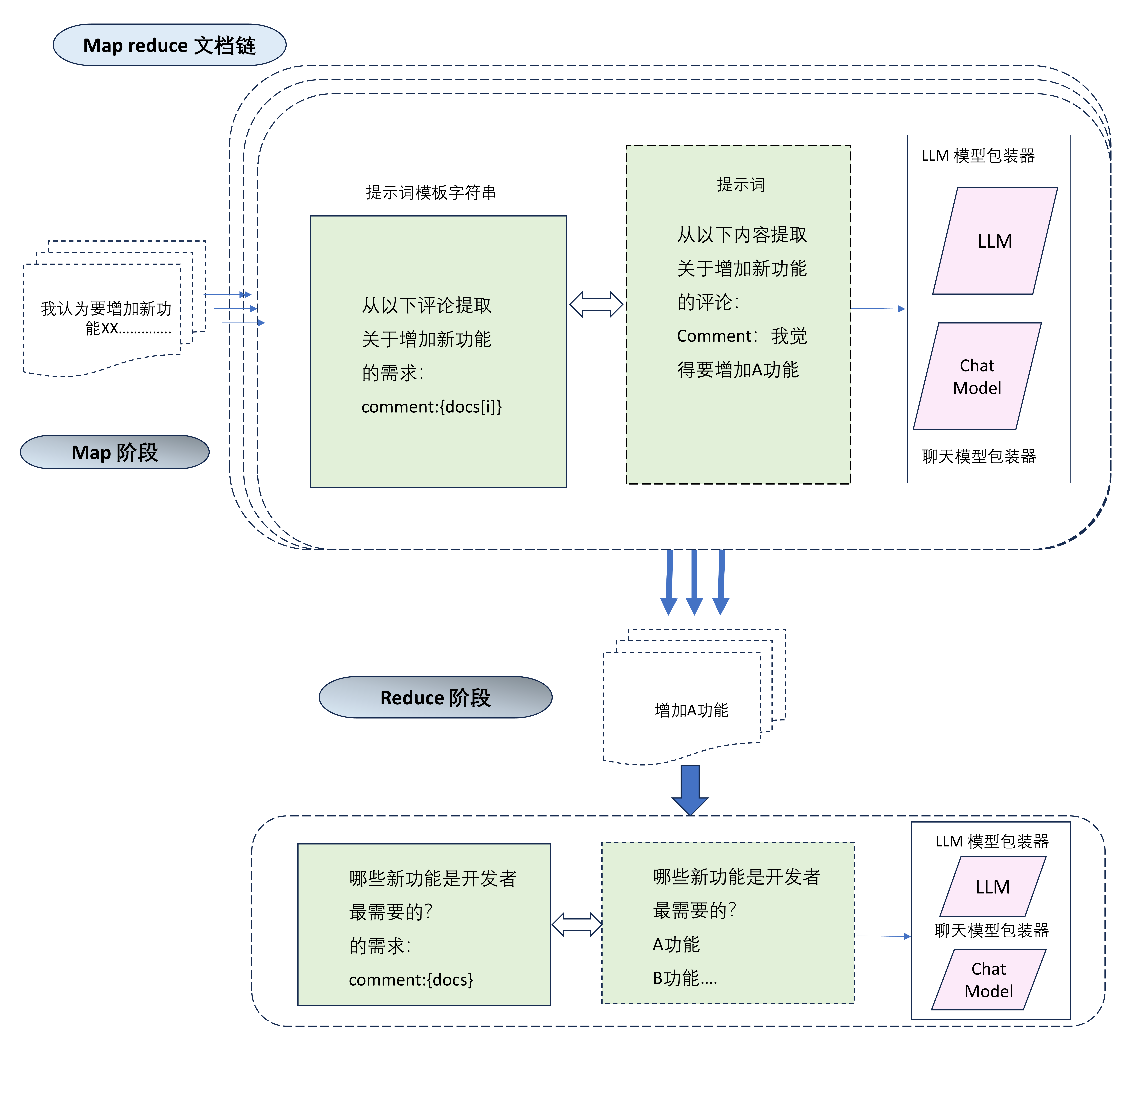 Map reduce 文档链
提示词模板字符串
从以下评论提取
关于增加新功能
的需求：
comment:{docs[i]}
提示词
从以下内容提取
关于增加新功能
的评论：
Comment：我觉
得要增加A功能
LLM 模型包装器
LLM
Chat
Model
聊天模型包装器
我认为要增加新功
能XX..............
Map 阶段
Reduce 阶段
增加A功能
哪些新功能是开发者
最需要的？
的需求：
comment:{docs}
哪些新功能是开发者
最需要的？
A功能
B功能....
LLM 模型包装器
LLM
聊天模型包装器
Chat
Model